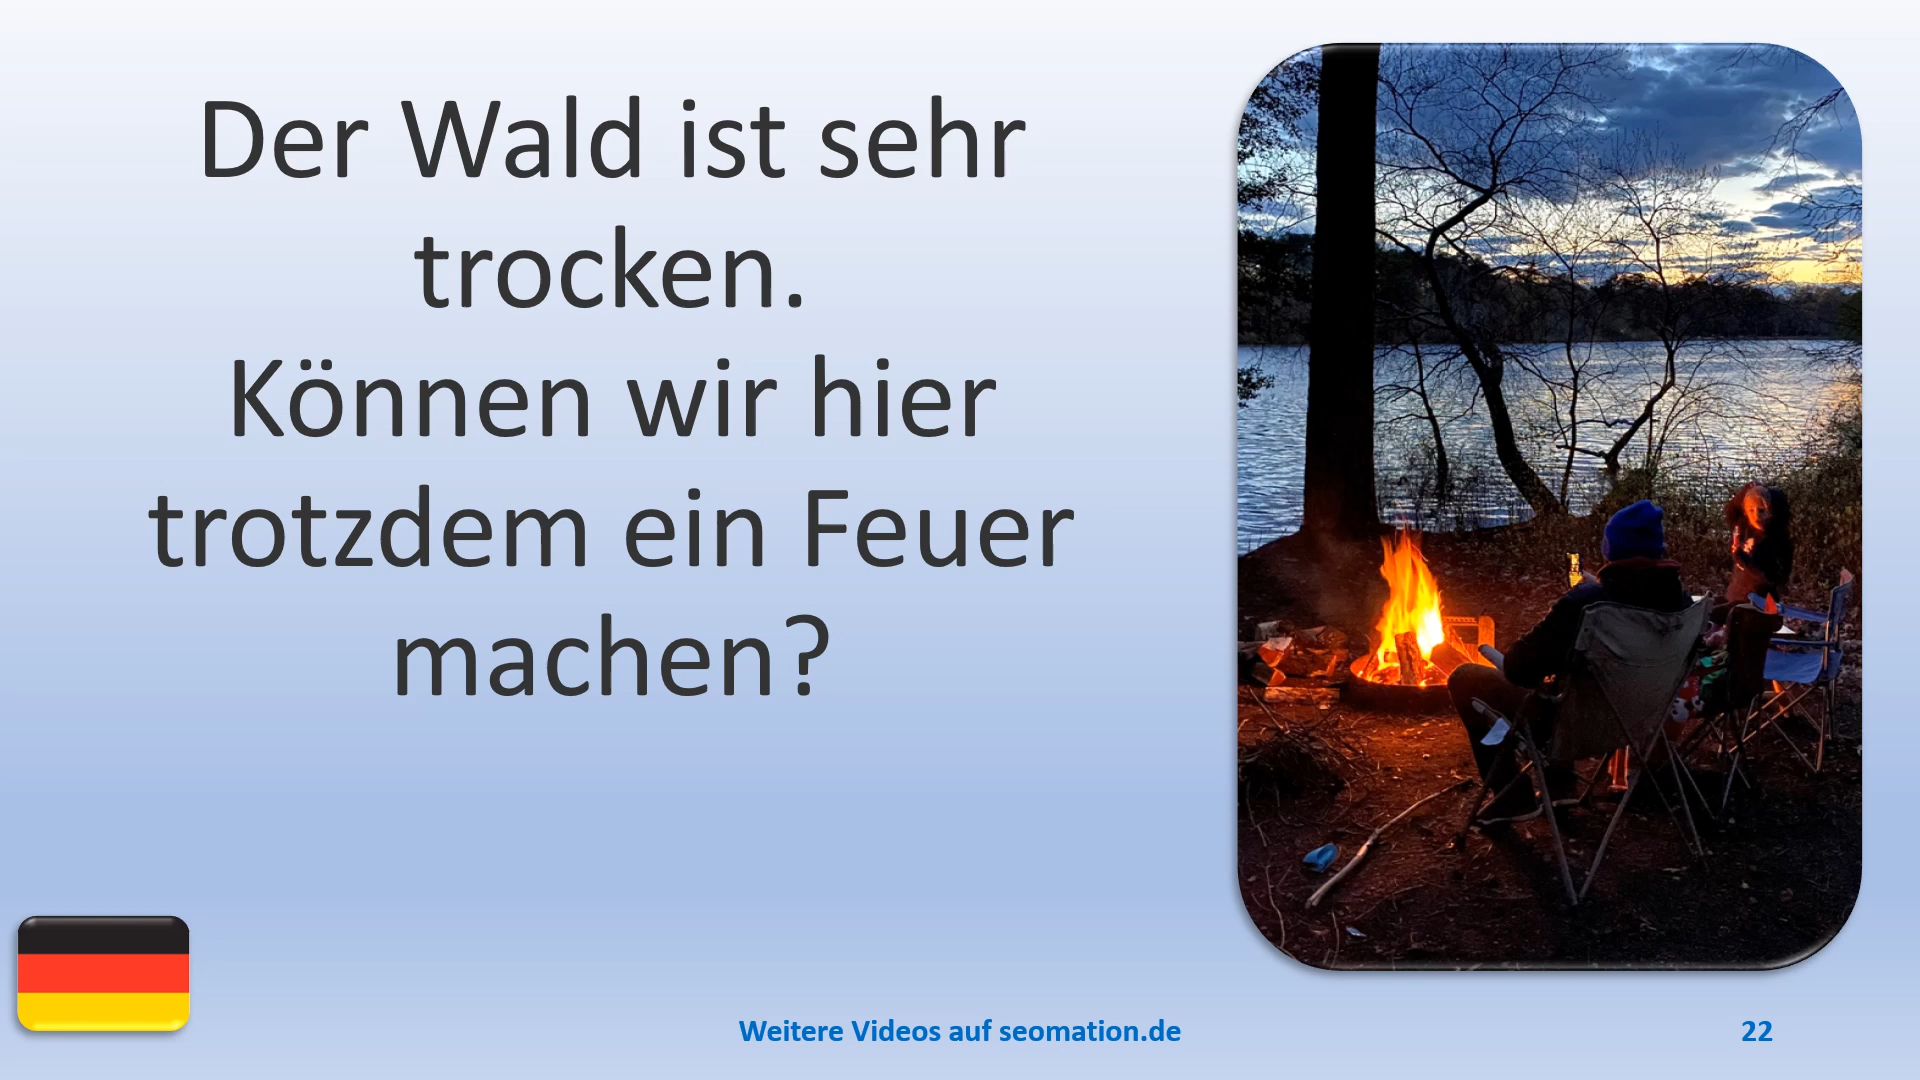 Der Wald ist sehr
trocken.
Können wir hier
trotzdem ein Feuer
machen?
Weitere Videos auf seomation.de
22